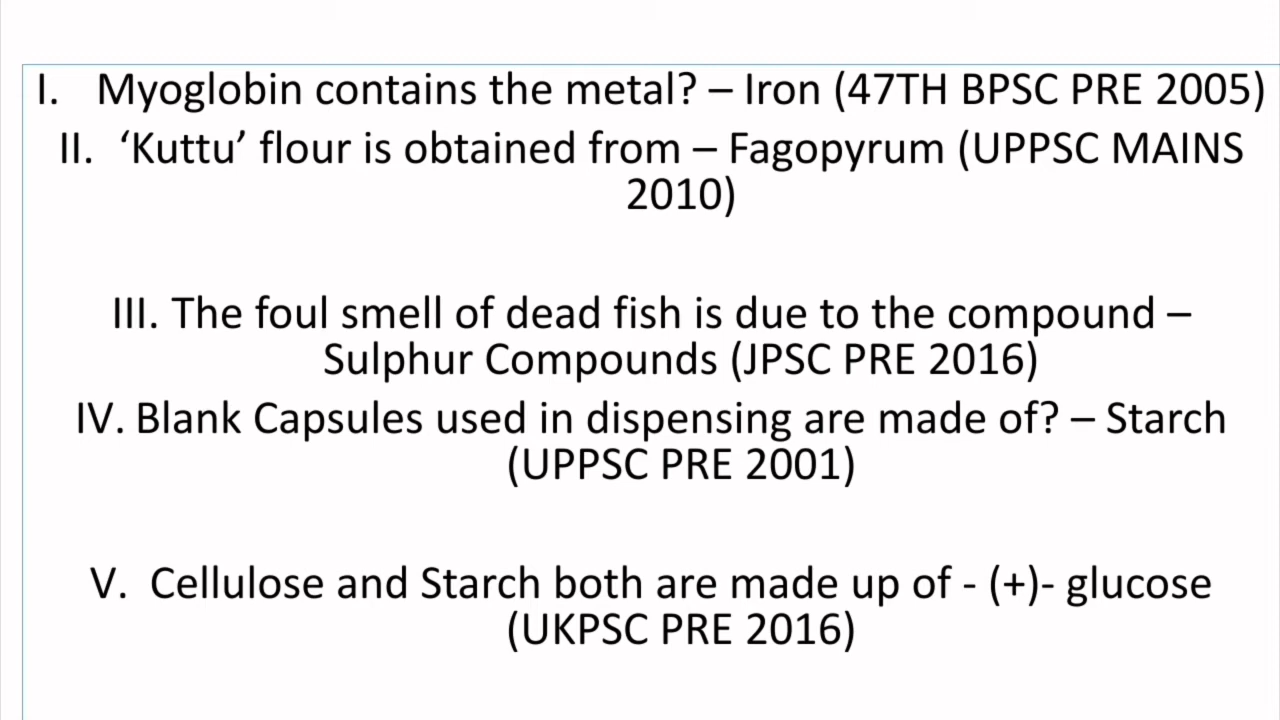 I. Myoglobin contains the metal? – Iron (47TH BPSC PRE 2005)
II. ‘Kuttu’ flour is obtained from – Fagopyrum (UPPSC MAINS
2010)
III. The foul smell of dead fish is due to the compound –
Sulphur Compounds (JPSC PRE 2016)
IV. Blank Capsules used in dispensing are made of? – Starch
(UPPSC PRE 2001)
V. Cellulose and Starch both are made up of - (+)- glucose
(UKPSC PRE 2016)